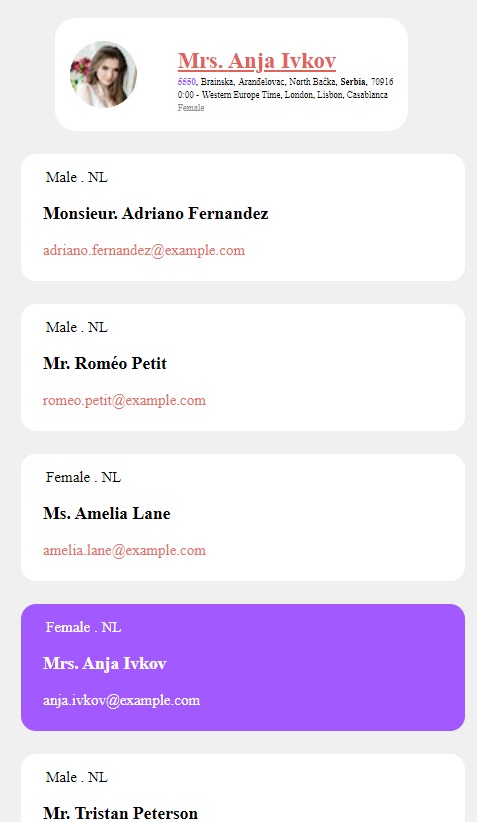 Mrs. Anja Ivkov
5550, Brainska, Aranđelovac, North Bačka, Serbia, 70916
0:00 - Western Europe Time, London, Lisbon, Casablanca
Female
Male . NL
Monsieur. Adriano Fernandez
adriano.fernandez@example.com
Male . NL
Mr. Roméo Petit
romeo.petit@example.com
Female . NL
Ms. Amelia Lane
amelia.lane@example.com
Female . NL
Mrs. Anja Ivkov
anja.ivkov@example.com
Male . NL
Mr. Tristan Peterson